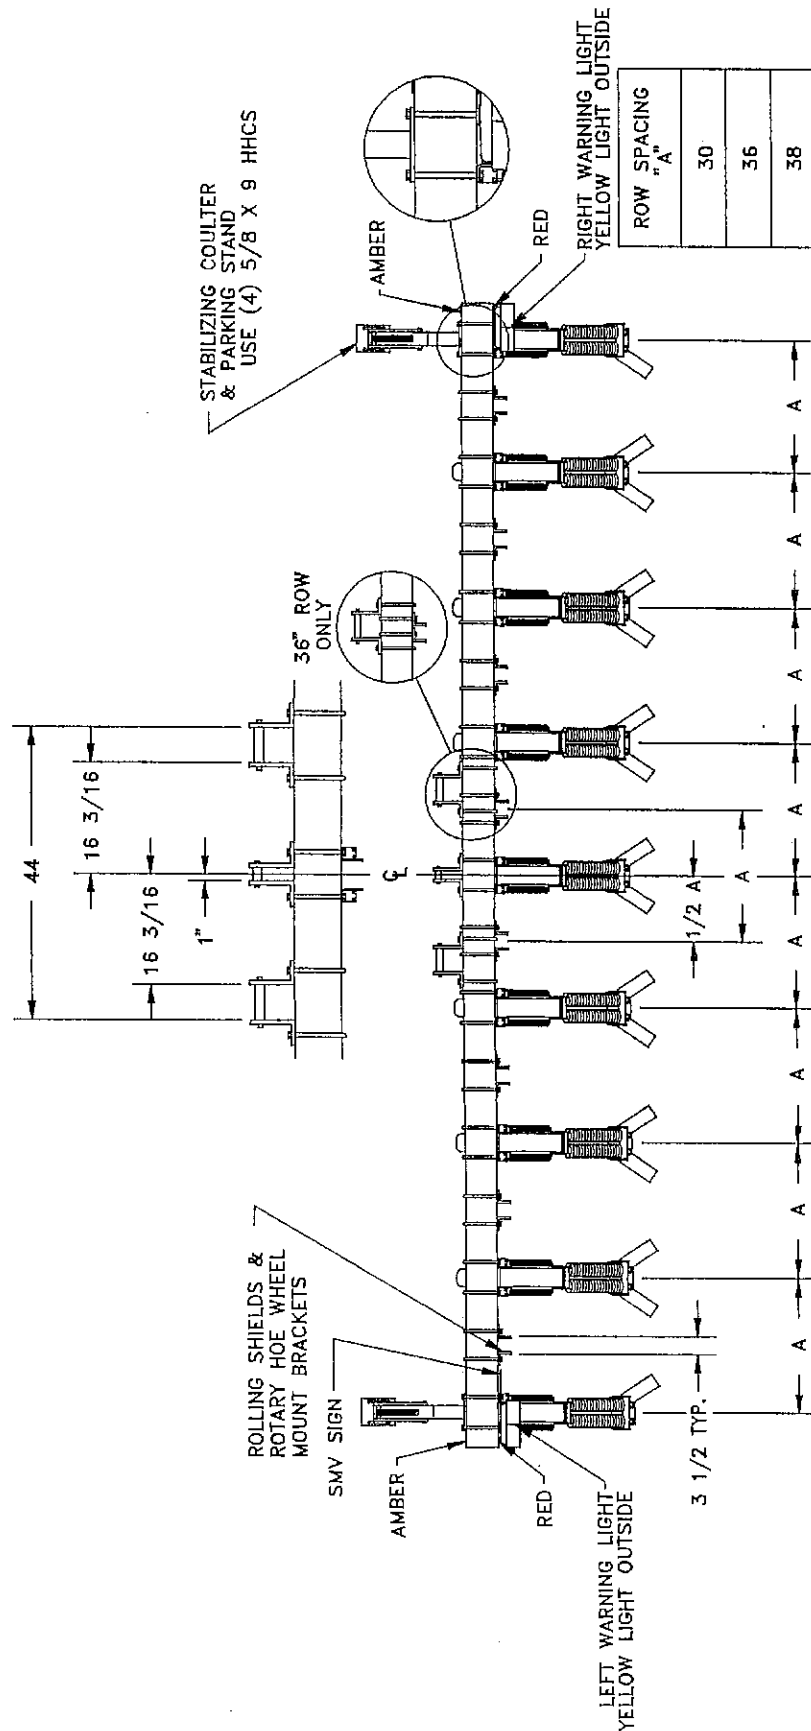 44
16 3/16
16 3/16
1"
STABILIZING COULTER
& PARKING STAND
USE (4) 5/8 X 9 HHCS
36" ROW
ONLY
ROLLING SHIELDS &
ROTARY HOE WHEEL
MOUNT BRACKETS
SMV SIGN
AMBER
AMBER
RED
RED
LEFT WARNING LIGHT
YELLOW LIGHT OUTSIDE
RIGHT WARNING LIGHT
YELLOW LIGHT OUTSIDE
CL
3 1/2 TYP.
1/2 A
A
A
A
A
A
A
A
A
A
ROW SPACING
"A"
30
36
38